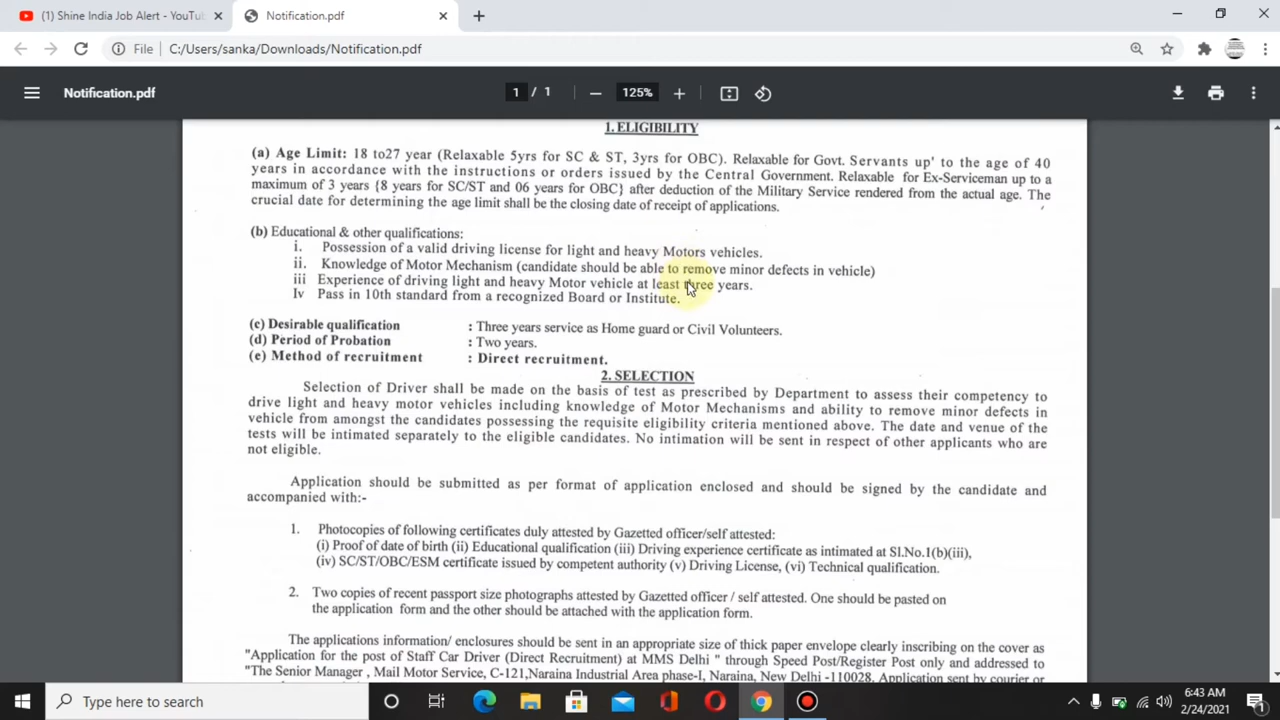 (1) Shine India Job Alert - YouTu
Notification.pdf
File C:/Users/sanka/Downloads/Notification.pdf
Notification.pdf
1 / 1
125%
1. ELIGIBILITY
(a) Age Limit: 18 to27 year (Relaxable 5yrs for SC & ST, 3yrs for OBC). Relaxable for Govt. Servants up' to the age of 40
years in accordance with the instructions or orders issued by the Central Government. Relaxable for Ex-Serviceman up to a
maximum of 3 years {8 years for SC/ST and 06 years for OBC} after deduction of the Military Service rendered from the actual age. The
crucial date for determining the age limit shall be the closing date of receipt of applications.
(b) Educational & other qualifications:
i. Possession of a valid driving license for light and heavy Motors vehicles.
ii. Knowledge of Motor Mechanism (candidate should be able to remove minor defects in vehicle)
iii Experience of driving light and heavy Motor vehicle at least three years.
Iv Pass in 10th standard from a recognized Board or Institute.
(c) Desirable qualification : Three years service as Home guard or Civil Volunteers.
(d) Period of Probation : Two years.
(e) Method of recruitment : Direct recruitment.
2. SELECTION
Selection of Driver shall be made on the basis of test as prescribed by Department to assess their competency to
drive light and heavy motor vehicles including knowledge of Motor Mechanisms and ability to remove minor defects in
vehicle from amongst the candidates possessing the requisite eligibility criteria mentioned above. The date and venue of the
tests will be intimated separately to the eligible candidates. No intimation will be sent in respect of other applicants who are
not eligible.
Application should be submitted as per format of application enclosed and should be signed by the candidate and
accompanied with:-
1. Photocopies of following certificates duly attested by Gazetted officer/self attested:
(i) Proof of date of birth (ii) Educational qualification (iii) Driving experience certificate as intimated at Sl.No.1(b)(iii),
(iv) SC/ST/OBC/ESM certificate issued by competent authority (v) Driving License, (vi) Technical qualification.
2. Two copies of recent passport size photographs attested by Gazetted officer / self attested. One should be pasted on
the application form and the other should be attached with the application form.
The applications information/ enclosures should be sent in an appropriate size of thick paper envelope clearly inscribing on the cover as
"Application for the post of Staff Car Driver (Direct Recruitment) at MMS Delhi " through Speed Post/Register Post only and addressed to
"The Senior Manager , Mail Motor Service, C-121,Naraina Industrial Area phase-I, Naraina, New Delhi -110028. Application sent by courier or
Type here to search
6:43 AM
2/24/2021